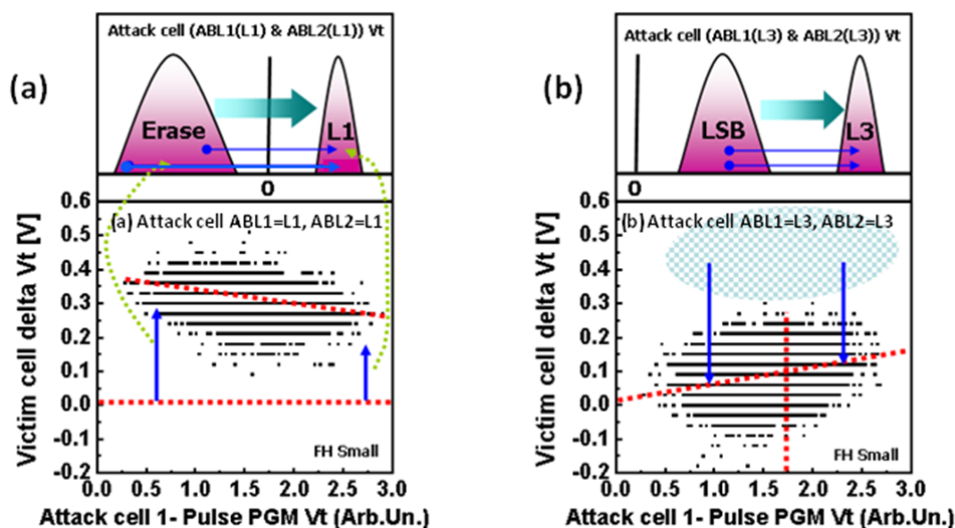 (a)
Attack cell (ABL1(L1) & ABL2(L1)) Vt
Erase
L1
0
Victim cell delta Vt [V]
0.6
0.5
0.4
0.3
0.2
0.1
0.0
-0.1
-0.2
(a) Attack cell ABL1=L1, ABL2=L1
FH Small
0.0 0.5 1.0 1.5 2.0 2.5 3.0
Attack cell 1- Pulse PGM Vt (Arb.Un.)
(b)
Attack cell (ABL1(L3) & ABL2(L3)) Vt
LSB
L3
0
Victim cell delta Vt [V]
0.6
0.5
0.4
0.3
0.2
0.1
0.0
-0.1
-0.2
(b) Attack cell ABL1=L3, ABL2=L3
FH Small
0.0 0.5 1.0 1.5 2.0 2.5 3.0
Attack cell 1- Pulse PGM Vt (Arb.Un.)